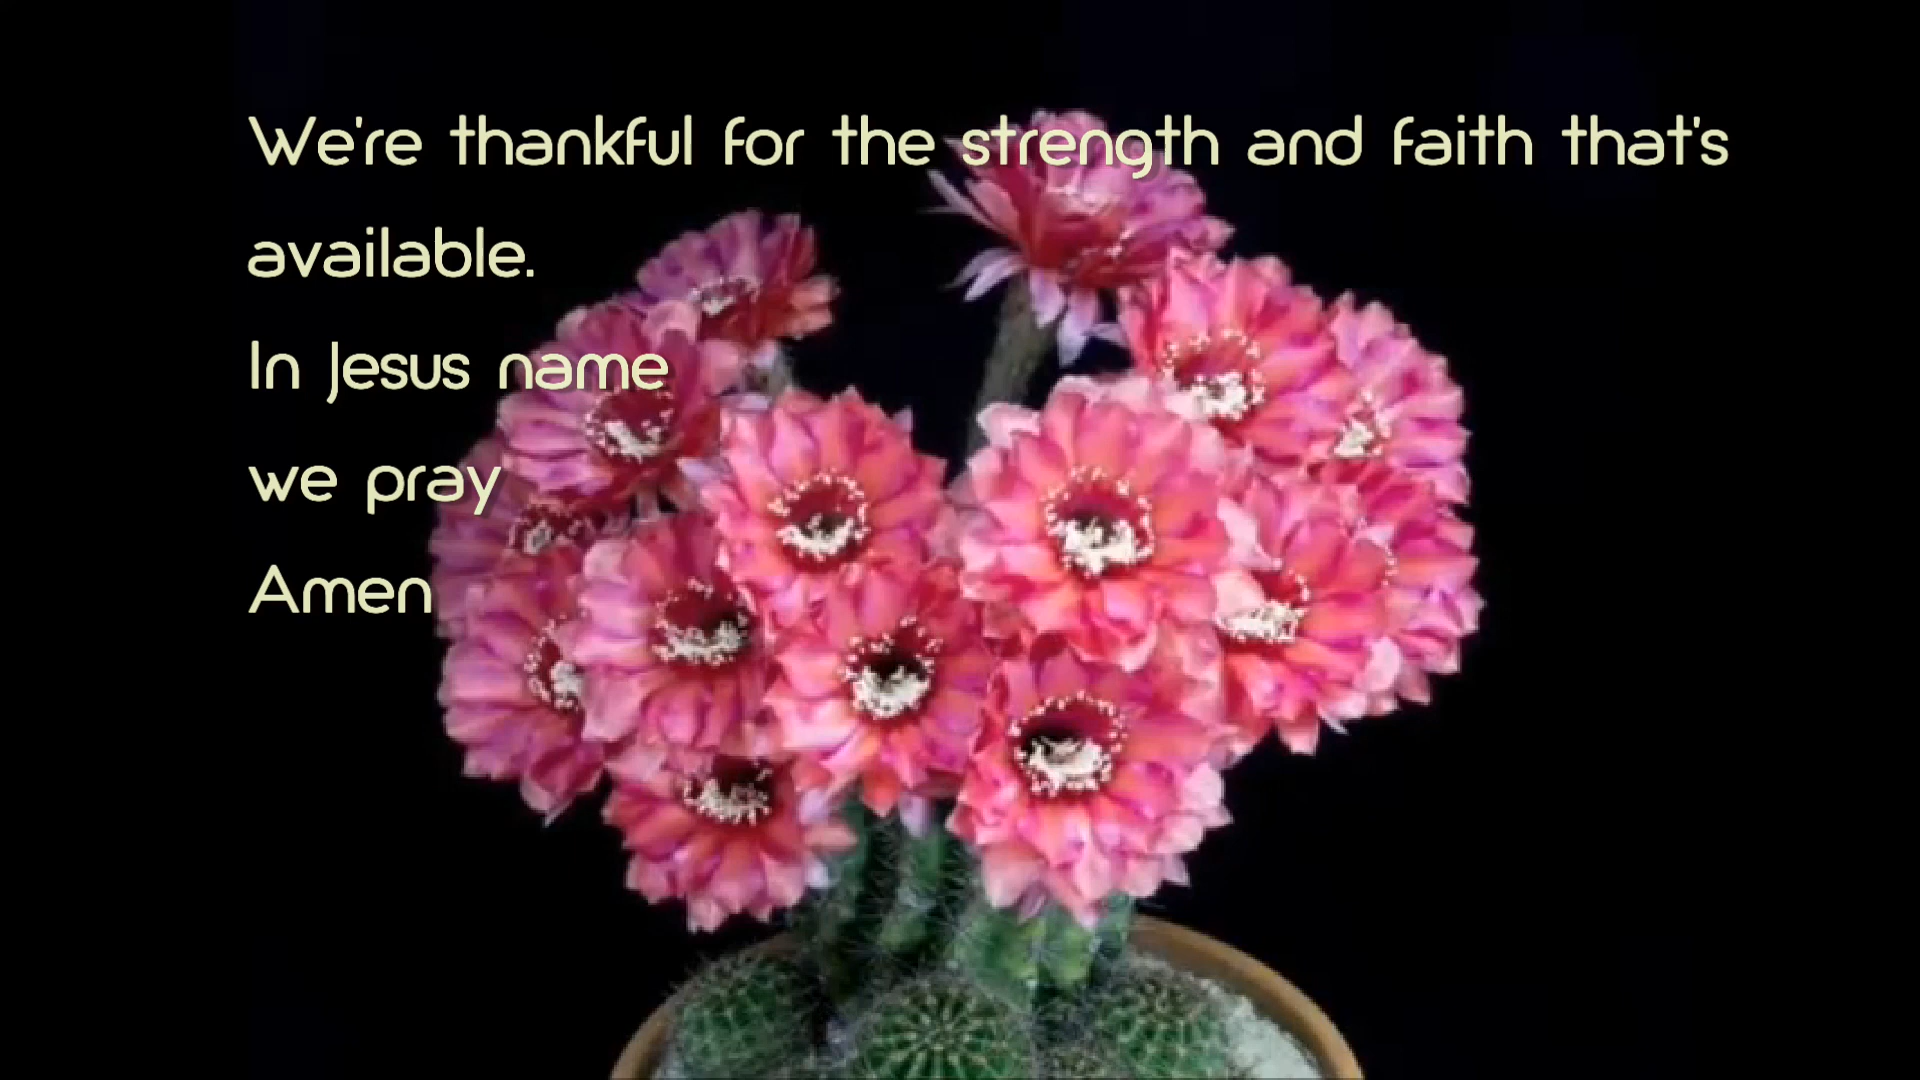 We're thankful for the strength and faith that's
available.
In Jesus name
we pray
Amen